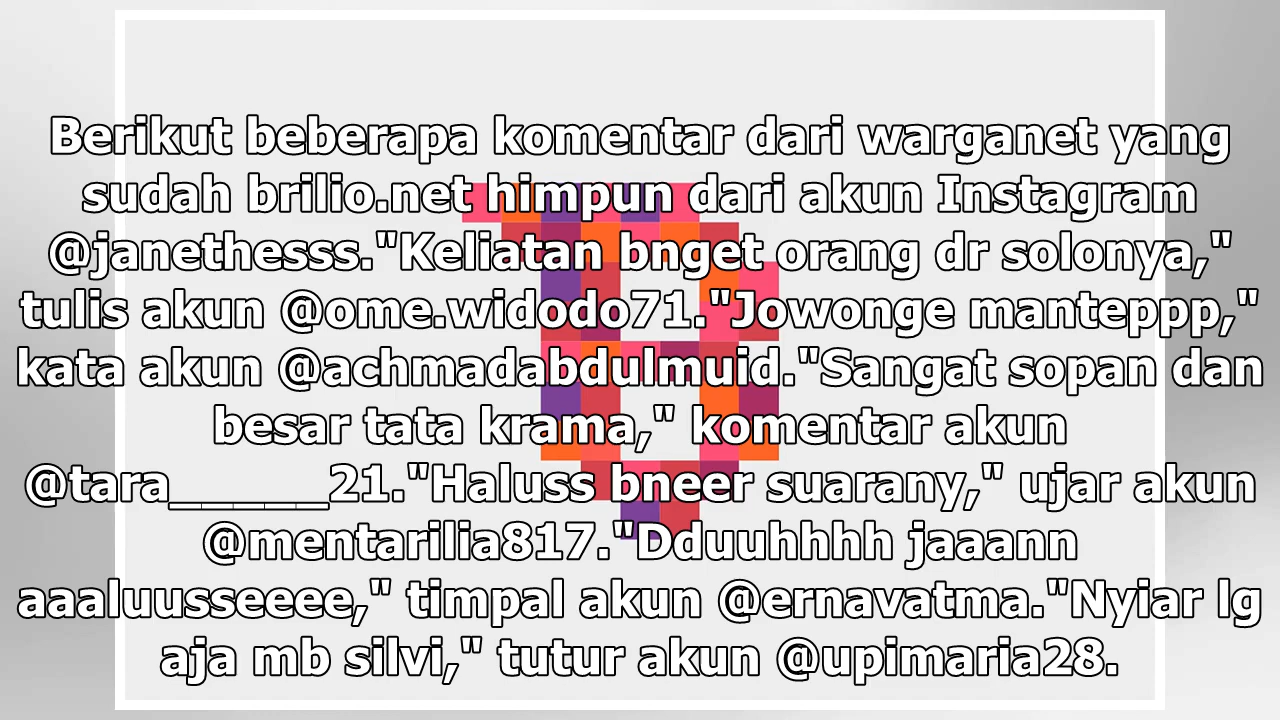 Berikut beberapa komentar dari warganet yang
sudah brilio.net himpun dari akun Instagram
@janethesss."Keliatan bnget orang dr solonya,"
tulis akun @ome.widodo71."Jowonge manteppp,"
kata akun @achmadabdulmuid."Sangat sopan dan
besar tata krama," komentar akun
@tara______21."Haluss bneer suarany," ujar akun
@mentarilia817."Dduuhhhh jaaann
aaaluusseeee," timpal akun @ernavatma."Nyiar lg
aja mb silvi," tutur akun @upimaria28.